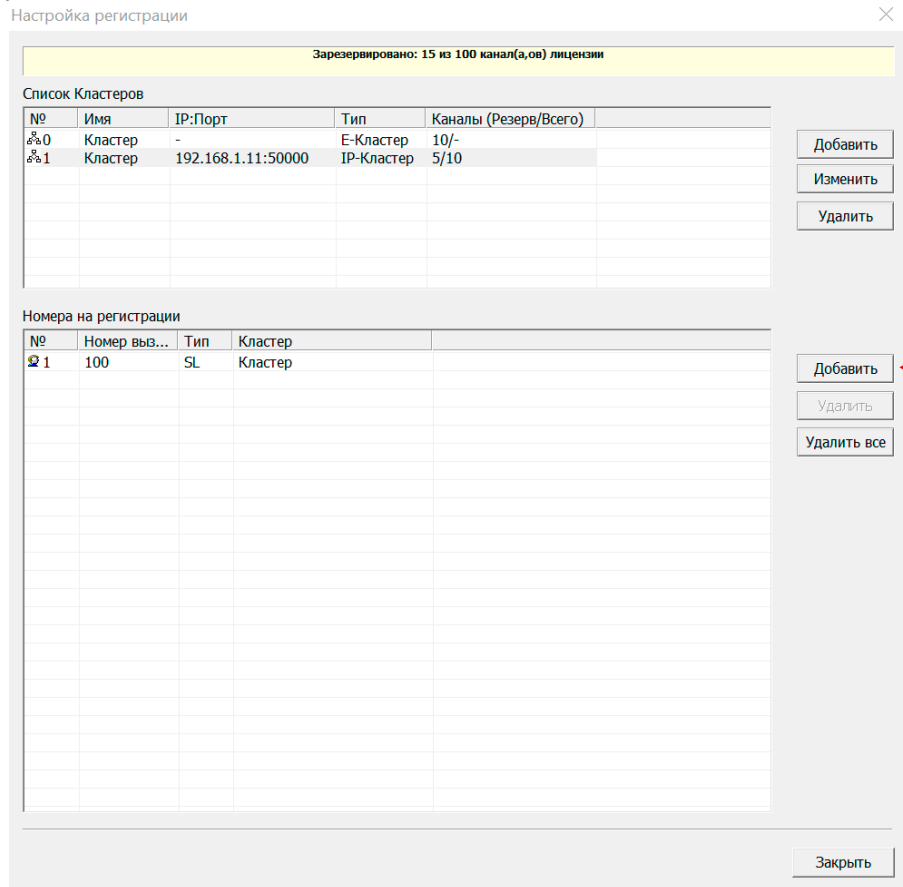 Настройка регистрации
Зарезервировано: 15 из 100 канал(а,ов) лицензии
Список Кластеров
№ Имя IP:Порт Тип Каналы (Резерв/Всего)
0 Кластер - E-Кластер 10/-
1 Кластер 192.168.1.11:50000 IP-Кластер 5/10
Добавить
Изменить
Удалить
Номера на регистрации
№ Номер выз... Тип Кластер
1 100 SL Кластер
Добавить
Удалить
Удалить все
Закрыть